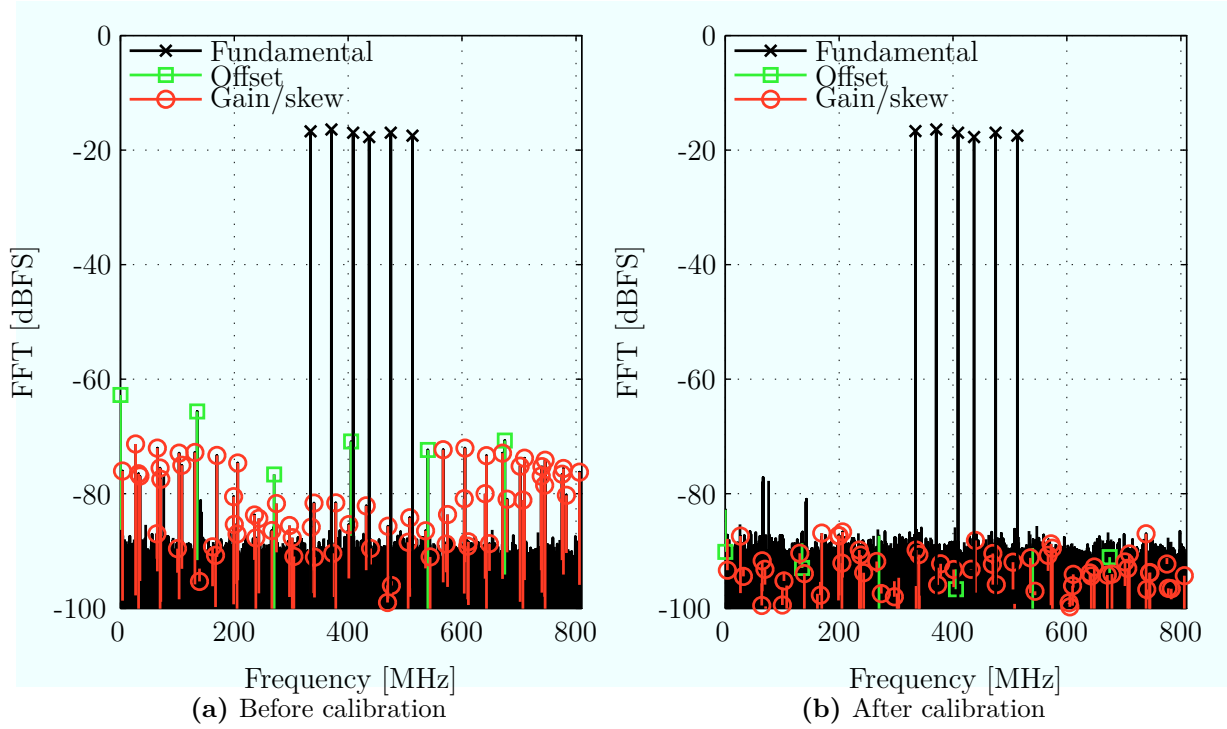 0
-20
-40
-60
-80
-100
FFT [dBFS]
Fundamental
Offset
Gain/skew
0 200 400 600 800
Frequency [MHz]
(a) Before calibration
0
-20
-40
-60
-80
-100
FFT [dBFS]
Fundamental
Offset
Gain/skew
0 200 400 600 800
Frequency [MHz]
(b) After calibration